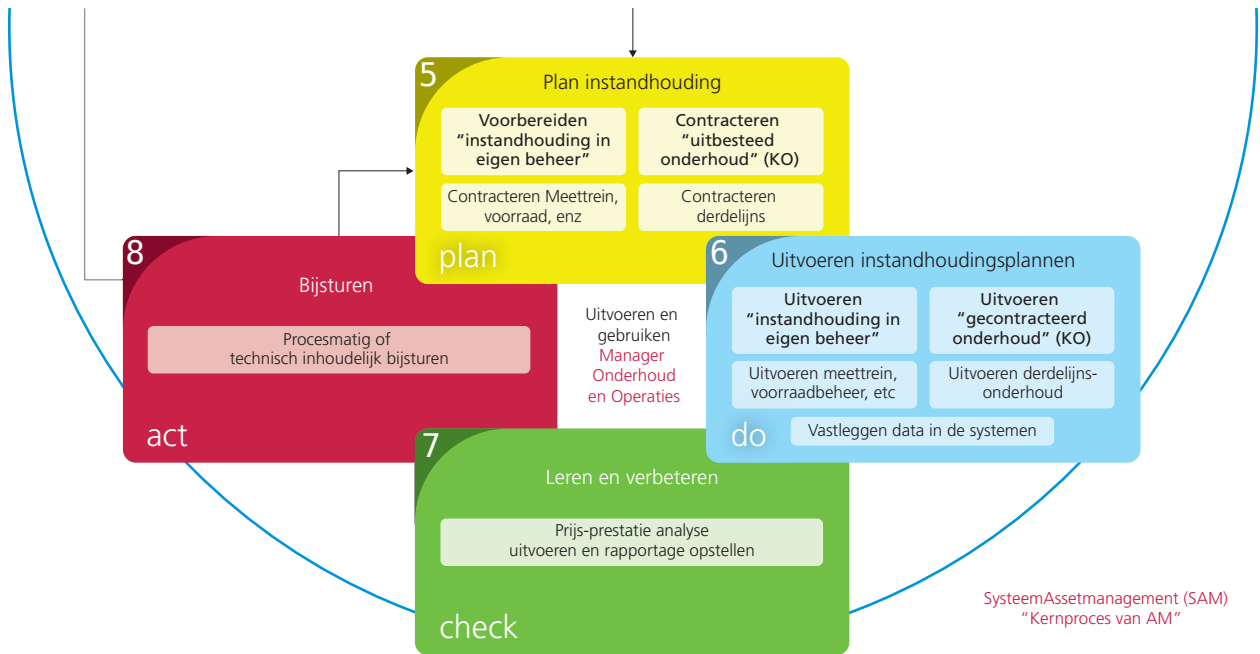 5
Plan instandhouding
Voorbereiden
“instandhouding in
eigen beheer”
Contracteren
“uitbesteed
onderhoud” (KO)
Contracteren Meettrein,
voorraad, enz
Contracteren
derdelijns
plan
6
Uitvoeren instandhoudingsplannen
Uitvoeren
“instandhouding in
eigen beheer”
Uitvoeren
“gecontracteerd
onderhoud” (KO)
Uitvoeren meettrein,
voorraadbeheer, etc
Uitvoeren derdelijns-
onderhoud
Vastleggen data in de systemen
do
8
Bijsturen
Procesmatig of
technisch inhoudelijk bijsturen
act
Uitvoeren en
gebruiken
Manager
Onderhoud
en Operaties
7
Leren en verbeteren
Prijs-prestatie analyse
uitvoeren en rapportage opstellen
check
SysteemAssetmanagement (SAM)
“Kernproces van AM”